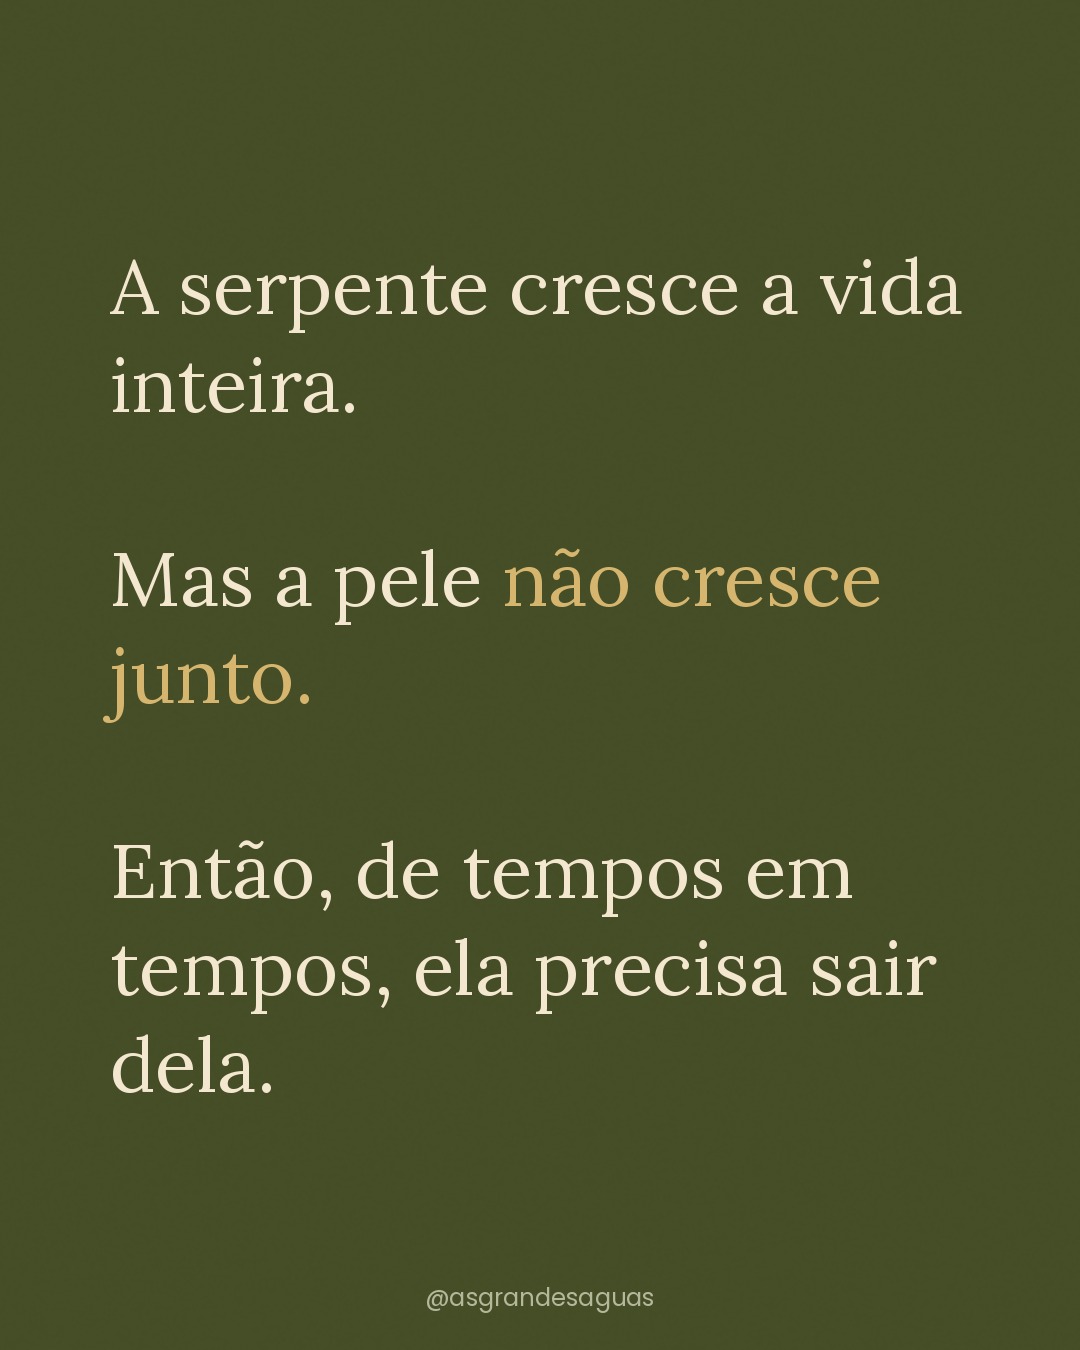 A serpente cresce a vida
inteira.
Mas a pele não cresce
junto.
Então, de tempos em
tempos, ela precisa sair
dela.
@asgrandesaguas